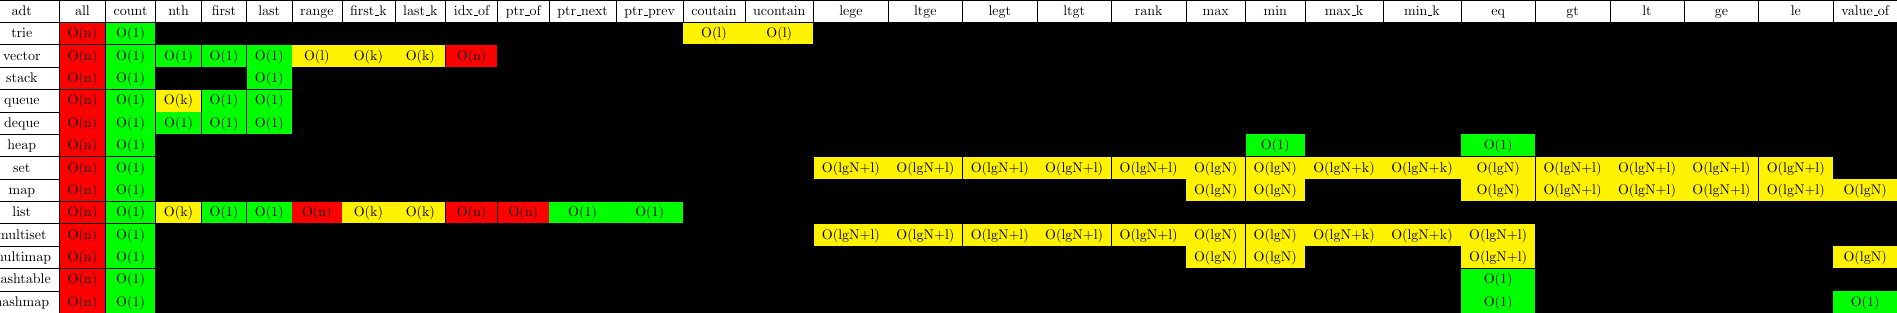 adt all count nth first last range first_k last_k idx_of ptr_of ptr_next ptr_prev coutain ucontain lege ltge legt ltgt rank max min max_k min_k eq gt lt ge le value_of
trie O(n) O(1) O(l) O(l)
vector O(n) O(1) O(1) O(1) O(1) O(l) O(k) O(k) O(n)
stack O(n) O(1) O(1)
queue O(n) O(1) O(k) O(1) O(1)
deque O(n) O(1) O(1) O(1) O(1)
heap O(n) O(1) O(1) O(1)
set O(n) O(1) O(lgN+l) O(lgN+l) O(lgN+l) O(lgN+l) O(lgN+l) O(lgN) O(lgN) O(lgN+k) O(lgN+k) O(lgN) O(lgN+l) O(lgN+l) O(lgN+l) O(lgN+l)
map O(n) O(1) O(lgN) O(lgN) O(lgN) O(lgN+l) O(lgN+l) O(lgN+l) O(lgN+l) O(lgN)
list O(n) O(1) O(k) O(1) O(1) O(n) O(k) O(k) O(n) O(n) O(1) O(1)
multiset O(n) O(1) O(lgN+l) O(lgN+l) O(lgN+l) O(lgN+l) O(lgN+l) O(lgN) O(lgN) O(lgN+k) O(lgN+k) O(lgN+l)
multimap O(n) O(1) O(lgN) O(lgN) O(lgN+l) O(lgN)
ashtable O(n) O(1) O(1)
hashmap O(n) O(1) O(1) O(1)